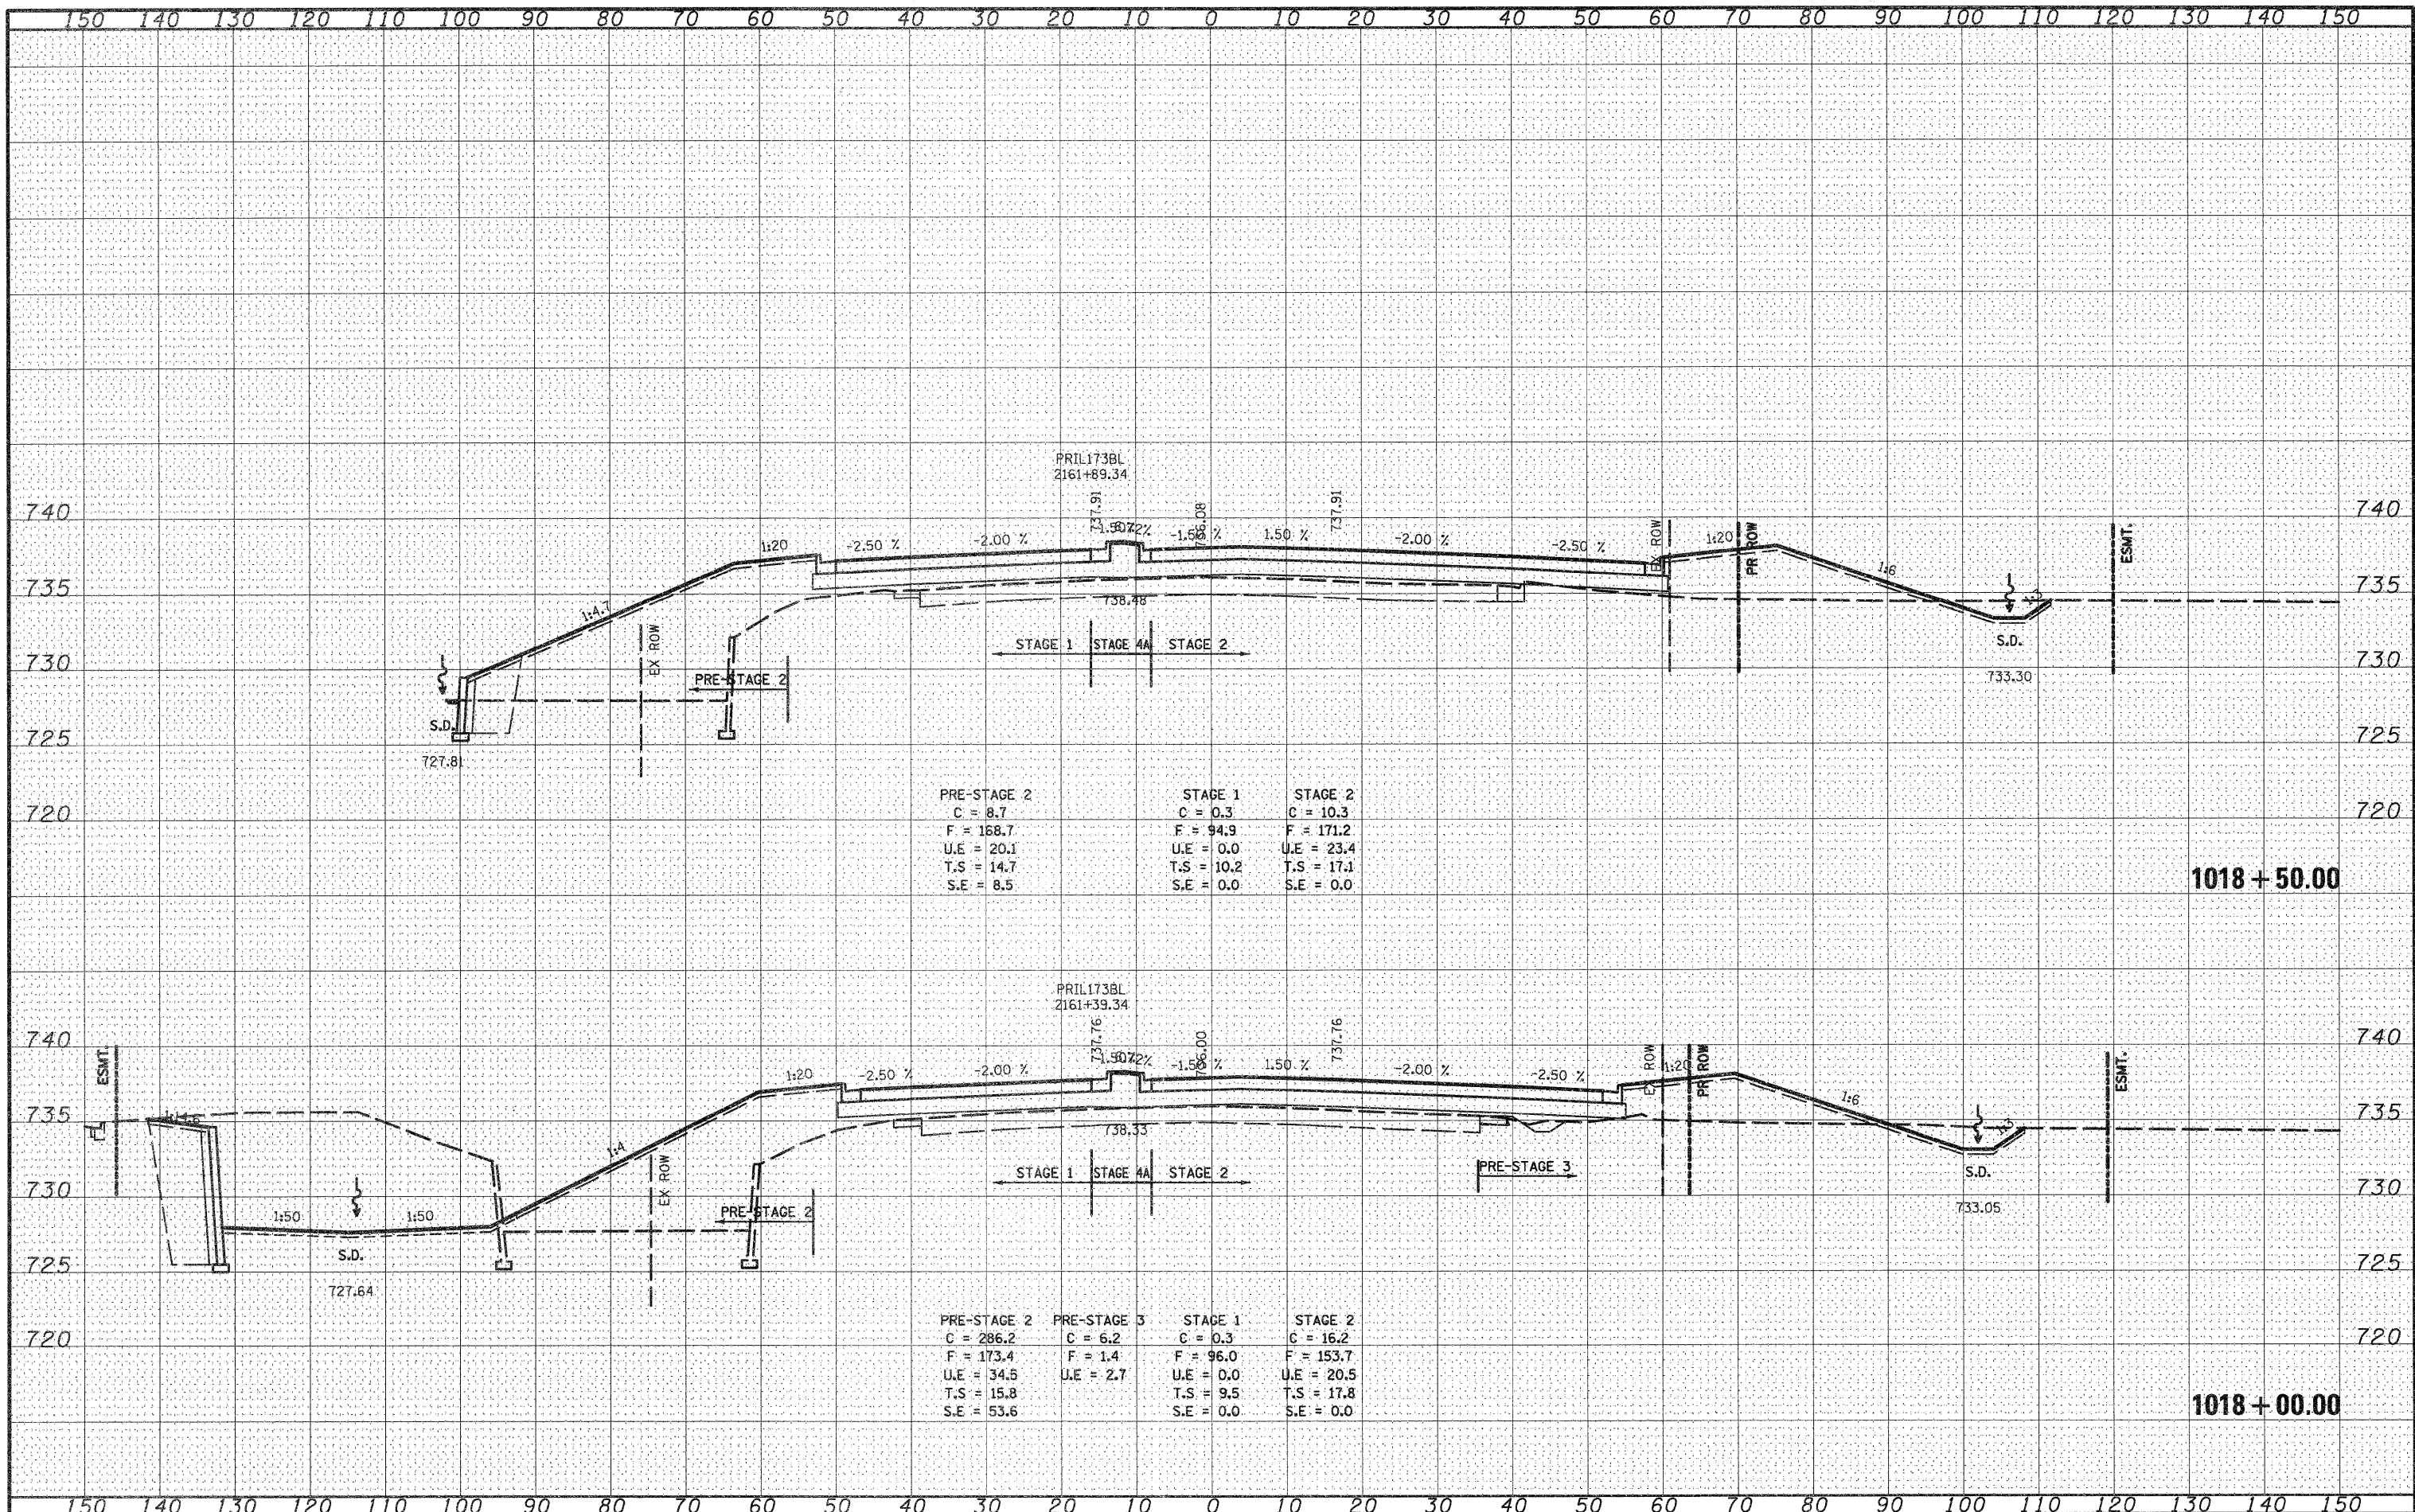 150 140 130 120 110 100 90 80 70 60 50 40 30 20 10 0 10 20 30 40 50 60 70 80 90 100 110 120 130 140 150
PRIL173BL
2161+89.34
737.91
737.91
740
740
1:20
-2.50 %
-2.00 %
-1.50 %
1.50 %
-2.00 %
-2.50 %
EX ROW
1:20
PR ROW
ESMT.
735
735
1:4.7
738.48
1:6
1:3
STAGE 1
STAGE 4A
STAGE 2
S.D.
733.30
730
730
EX ROW
PRE-STAGE 2
S.D.
727.81
725
725
720
720
PRE-STAGE 2
C = 8.7
F = 168.7
U.E = 20.1
T.S = 14.7
S.E = 8.5
STAGE 1
C = 0.3
F = 94.9
U.E = 0.0
T.S = 10.2
S.E = 0.0
STAGE 2
C = 10.3
F = 171.2
U.E = 23.4
T.S = 17.1
S.E = 0.0
1018 + 50.00
PRIL173BL
2161+39.34
737.76
737.76
740
740
ESMT.
1:20
-2.50 %
-2.00 %
-1.50 %
1.50 %
-2.00 %
-2.50 %
EX ROW
1:20
PR ROW
ESMT.
735
735
1:4
738.33
1:6
1:3
EX ROW
STAGE 1
STAGE 4A
STAGE 2
PRE-STAGE 3
S.D.
733.05
730
730
1:50
1:50
PRE-STAGE 2
S.D.
727.64
725
725
720
720
PRE-STAGE 2
C = 286.2
F = 173.4
U.E = 34.5
T.S = 15.8
S.E = 53.6
PRE-STAGE 3
C = 6.2
F = 1.4
U.E = 2.7
STAGE 1
C = 0.3
F = 96.0
U.E = 0.0
T.S = 9.5
S.E = 0.0
STAGE 2
C = 16.2
F = 153.7
U.E = 20.5
T.S = 17.8
S.E = 0.0
1018 + 00.00
150 140 130 120 110 100 90 80 70 60 50 40 30 20 10 0 10 20 30 40 50 60 70 80 90 100 110 120 130 140 150